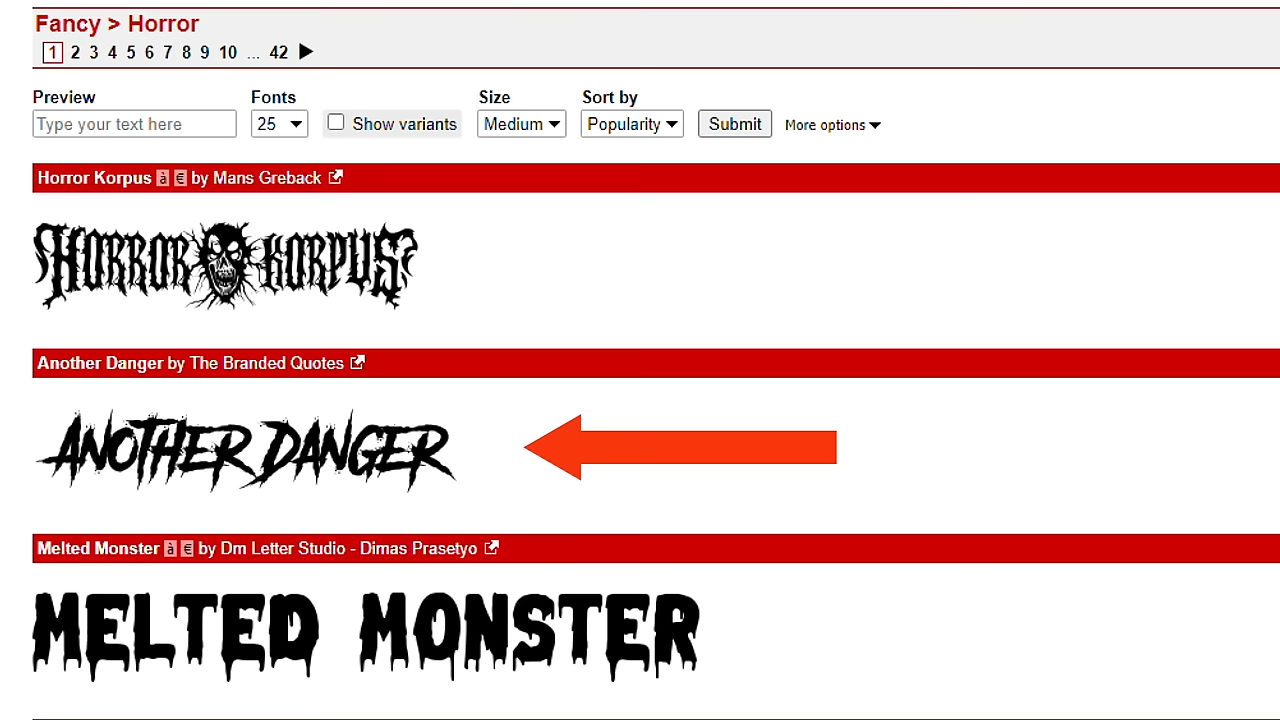 Fancy > Horror
1 2 3 4 5 6 7 8 9 10 ... 42
Preview Fonts Size Sort by
Type your text here 25 Show variants Medium Popularity Submit More options
Horror Korpus à € by Mans Greback
HORROR KORPUS
Another Danger by The Branded Quotes
ANOTHER DANGER
Melted Monster à € by Dm Letter Studio - Dimas Prasetyo
MELTED MONSTER